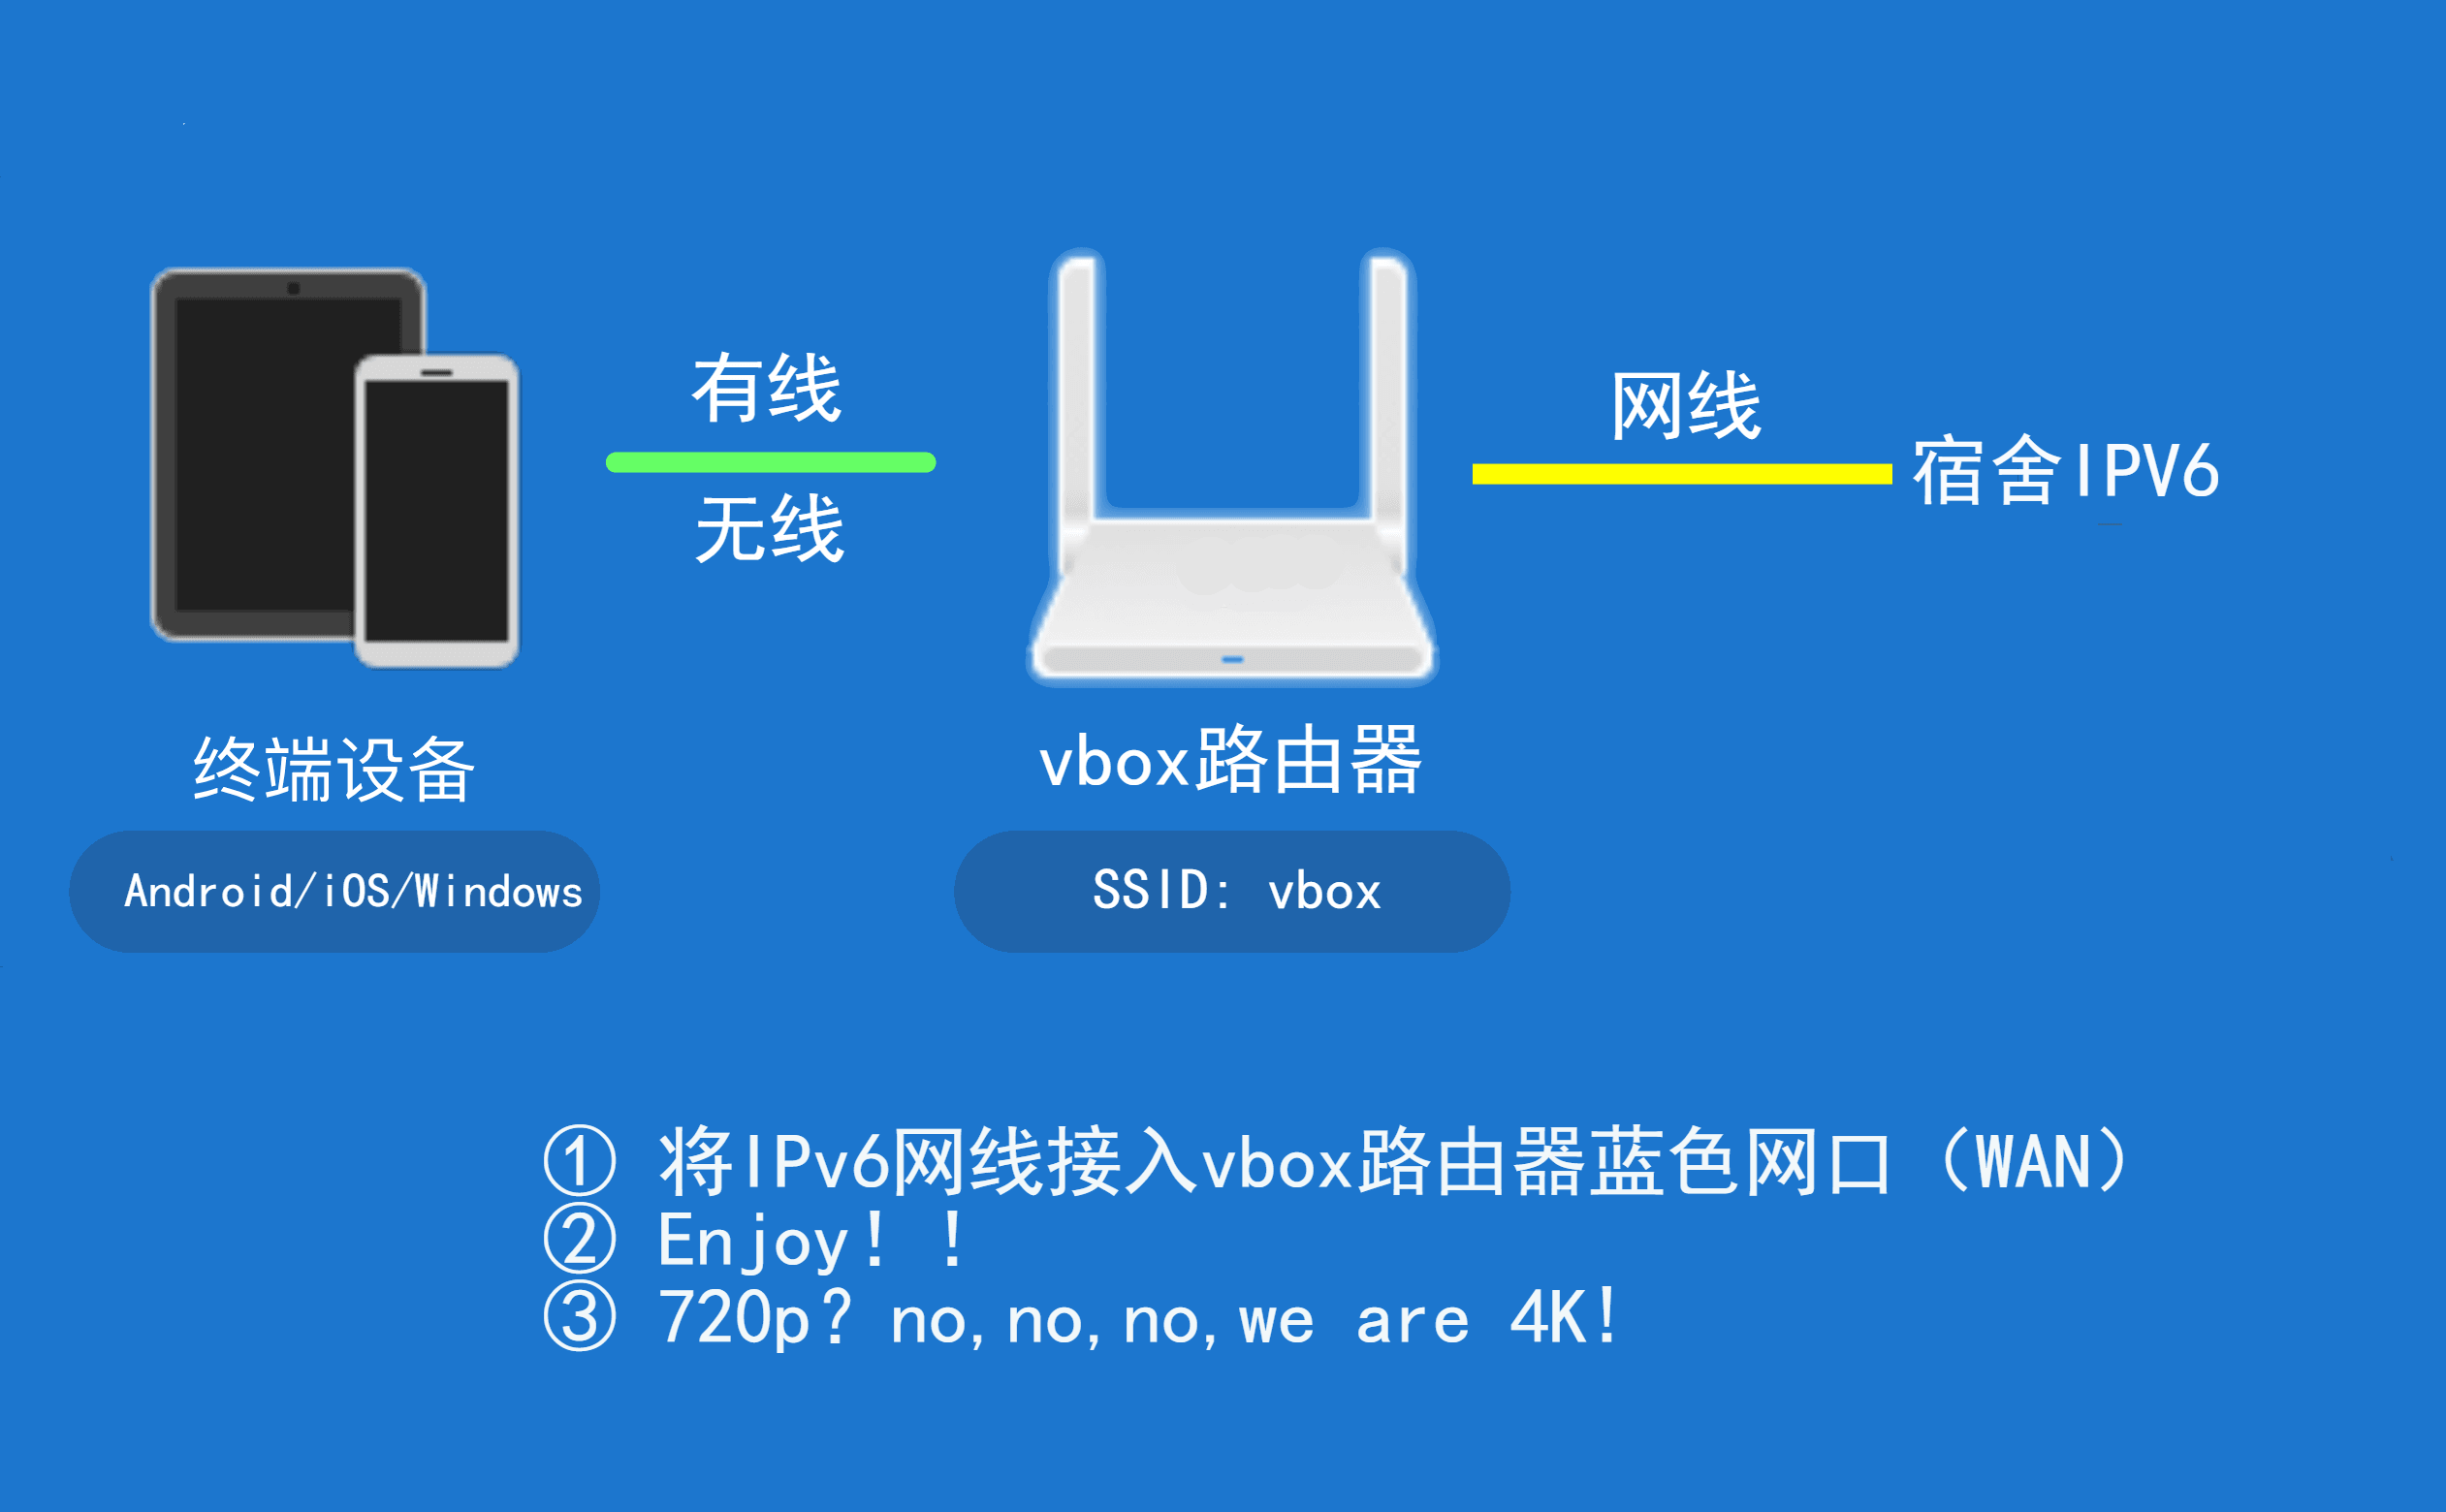 有线
无线
网线
宿舍IPV6
终端设备
vbox路由器
Android/iOS/Windows
SSID: vbox
① 将IPv6网线接入vbox路由器蓝色网口（WAN）
② Enjoy！！
③ 720p？no,no,no,we are 4K！